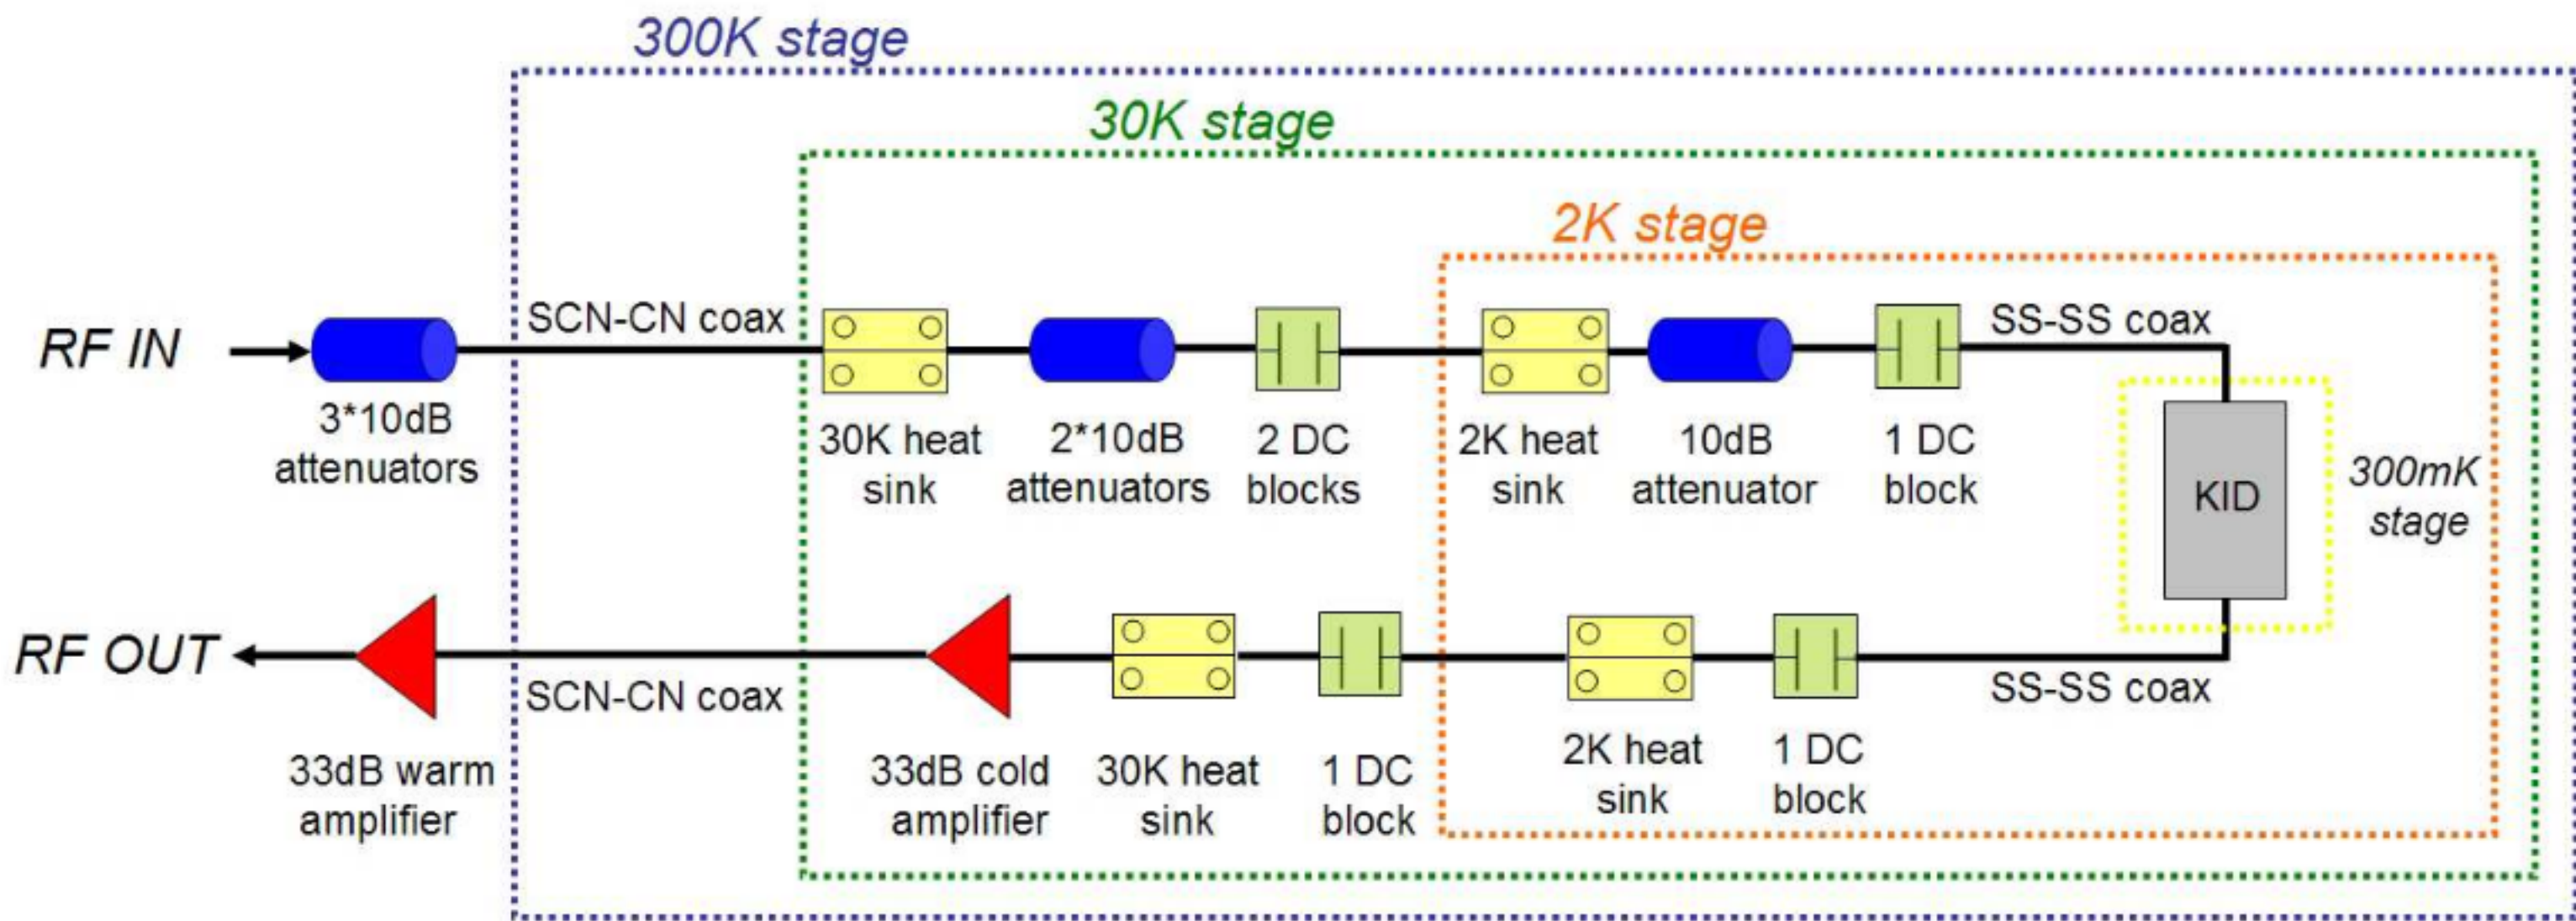 300K stage
30K stage
2K stage
RF IN
SCN-CN coax
SS-SS coax
3*10dB
attenuators
30K heat
sink
2*10dB
attenuators
2 DC
blocks
2K heat
sink
10dB
attenuator
1 DC
block
KID
300mK
stage
RF OUT
SCN-CN coax
SS-SS coax
33dB warm
amplifier
33dB cold
amplifier
30K heat
sink
1 DC
block
2K heat
sink
1 DC
block